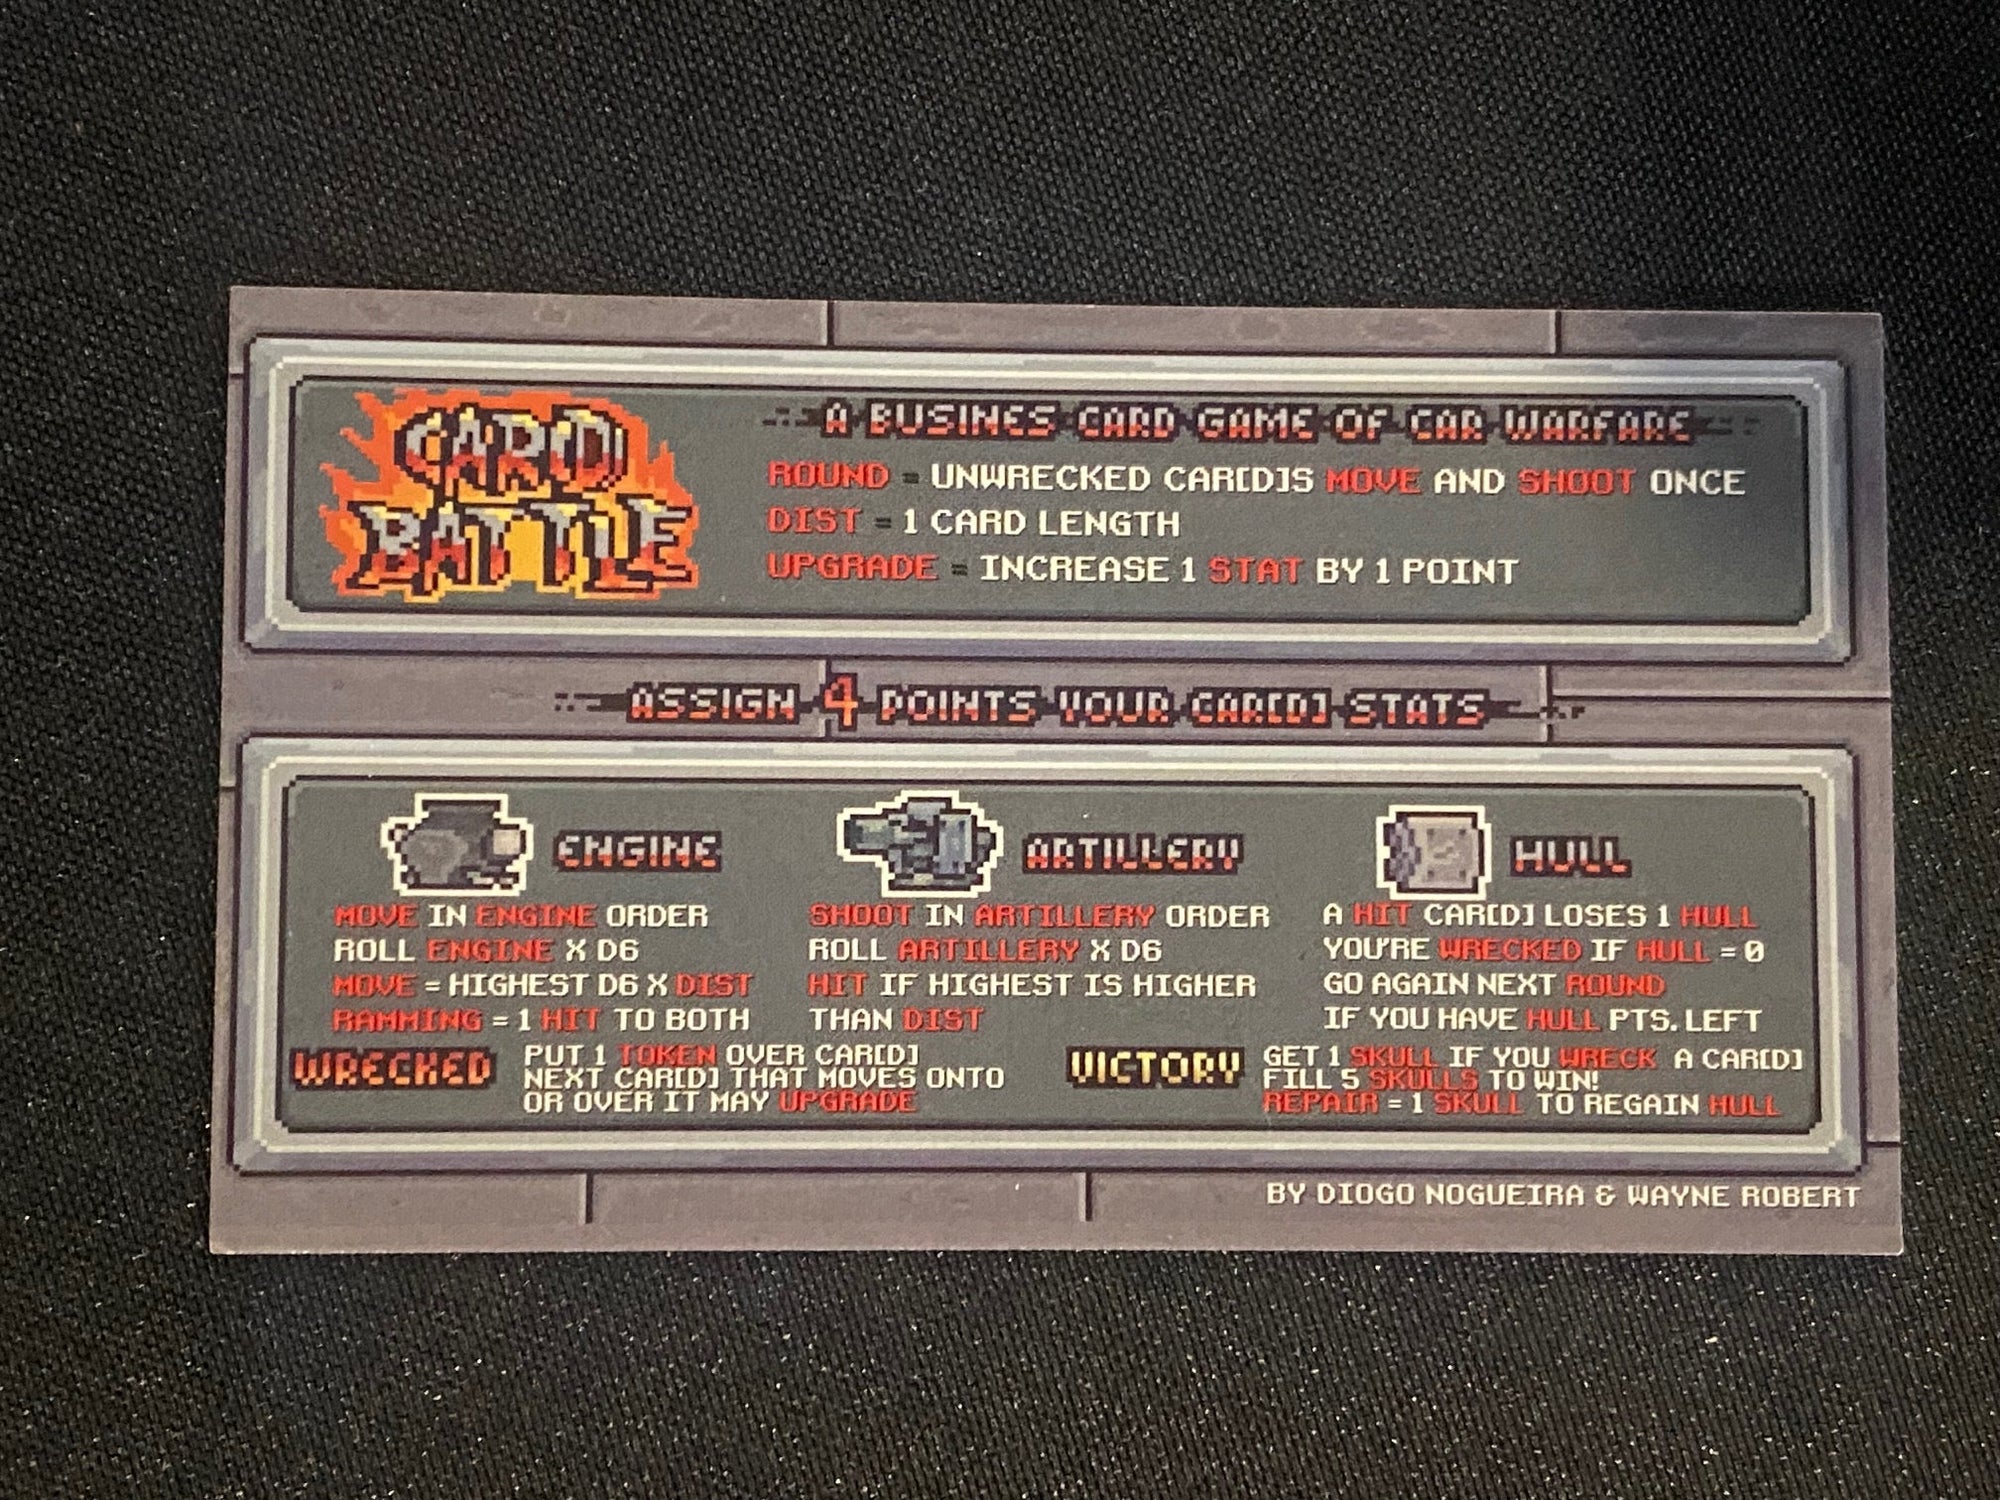 CAR[D]
BATTLE
A BUSINES CARD GAME OF CAR WARFARE
ROUND = UNWRECKED CAR[D]S MOVE AND SHOOT ONCE
DIST = 1 CARD LENGTH
UPGRADE = INCREASE 1 STAT BY 1 POINT
ASSIGN 4 POINTS YOUR CAR[D] STATS
ENGINE
MOVE IN ENGINE ORDER
ROLL ENGINE X D6
MOVE = HIGHEST D6 X DIST
RAMMING = 1 HIT TO BOTH
ARTILLERY
SHOOT IN ARTILLERY ORDER
ROLL ARTILLERY X D6
HIT IF HIGHEST IS HIGHER
THAN DIST
HULL
A HIT CAR[D] LOSES 1 HULL
YOU'RE WRECKED IF HULL = 0
GO AGAIN NEXT ROUND
IF YOU HAVE HULL PTS. LEFT
WRECKED
PUT 1 TOKEN OVER CAR[D]
NEXT CAR[D] THAT MOVES ONTO
OR OVER IT MAY UPGRADE
VICTORY
GET 1 SKULL IF YOU WRECK A CAR[D]
FILL 5 SKULLS TO WIN!
REPAIR = 1 SKULL TO REGAIN HULL
BY DIOGO NOGUEIRA & WAYNE ROBERT